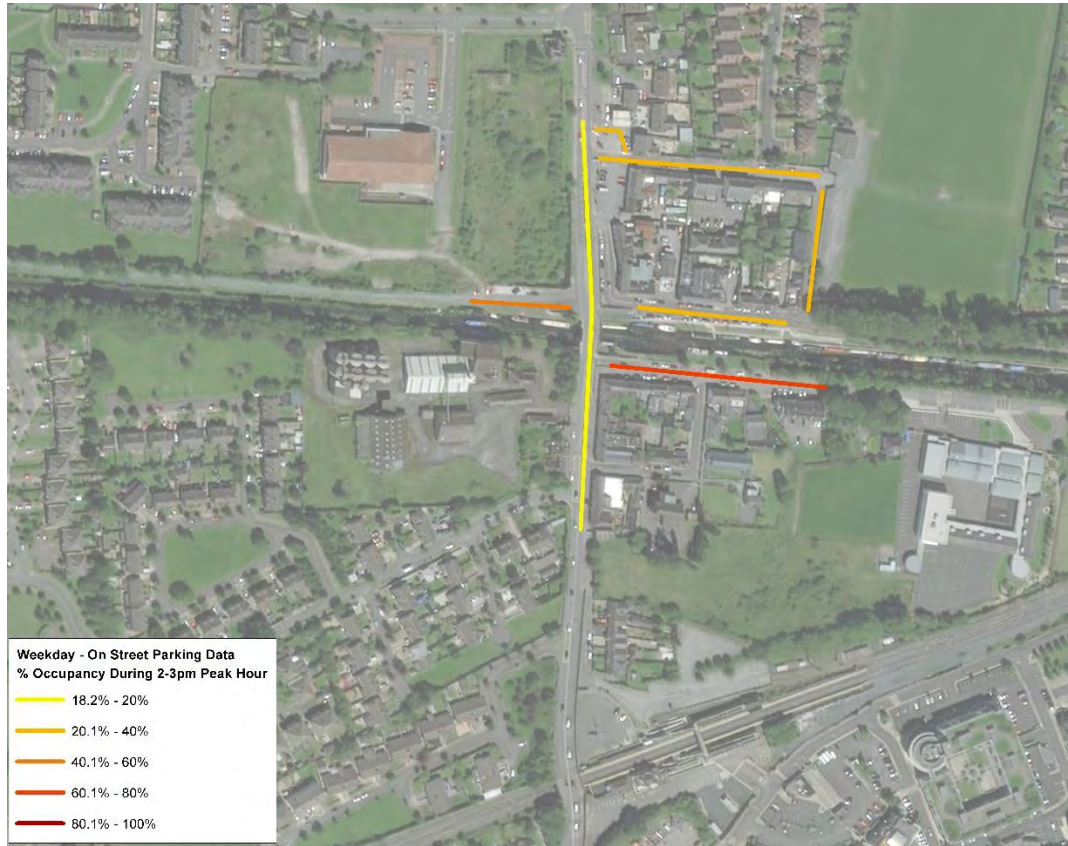 Weekday - On Street Parking Data
% Occupancy During 2-3pm Peak Hour
18.2% - 20%
20.1% - 40%
40.1% - 60%
60.1% - 80%
80.1% - 100%